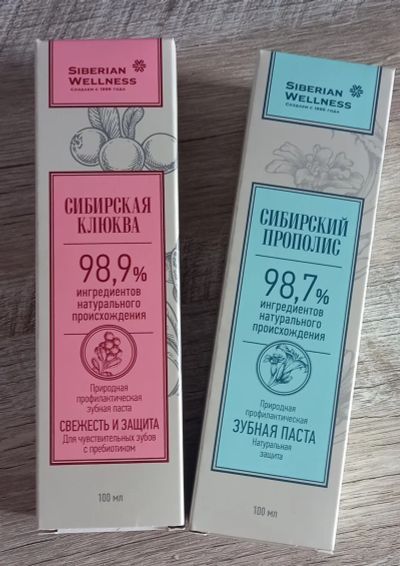 SIBERIAN
WELLNESS
СОЗДАЕМ С 1996 ГОДА
СИБИРСКАЯ
КЛЮКВА
98,9%
ингредиентов
натурального
происхождения
Природная
профилактическая
зубная паста
СВЕЖЕСТЬ И ЗАЩИТА
Для чувствительных зубов
с пребиотиком
100 мл
SIBERIAN
WELLNESS
СОЗДАЕМ С 1996 ГОДА
СИБИРСКИЙ
ПРОПОЛИС
98,7%
ингредиентов
натурального
происхождения
Природная
профилактическая
ЗУБНАЯ ПАСТА
Натуральная
защита
100 мл